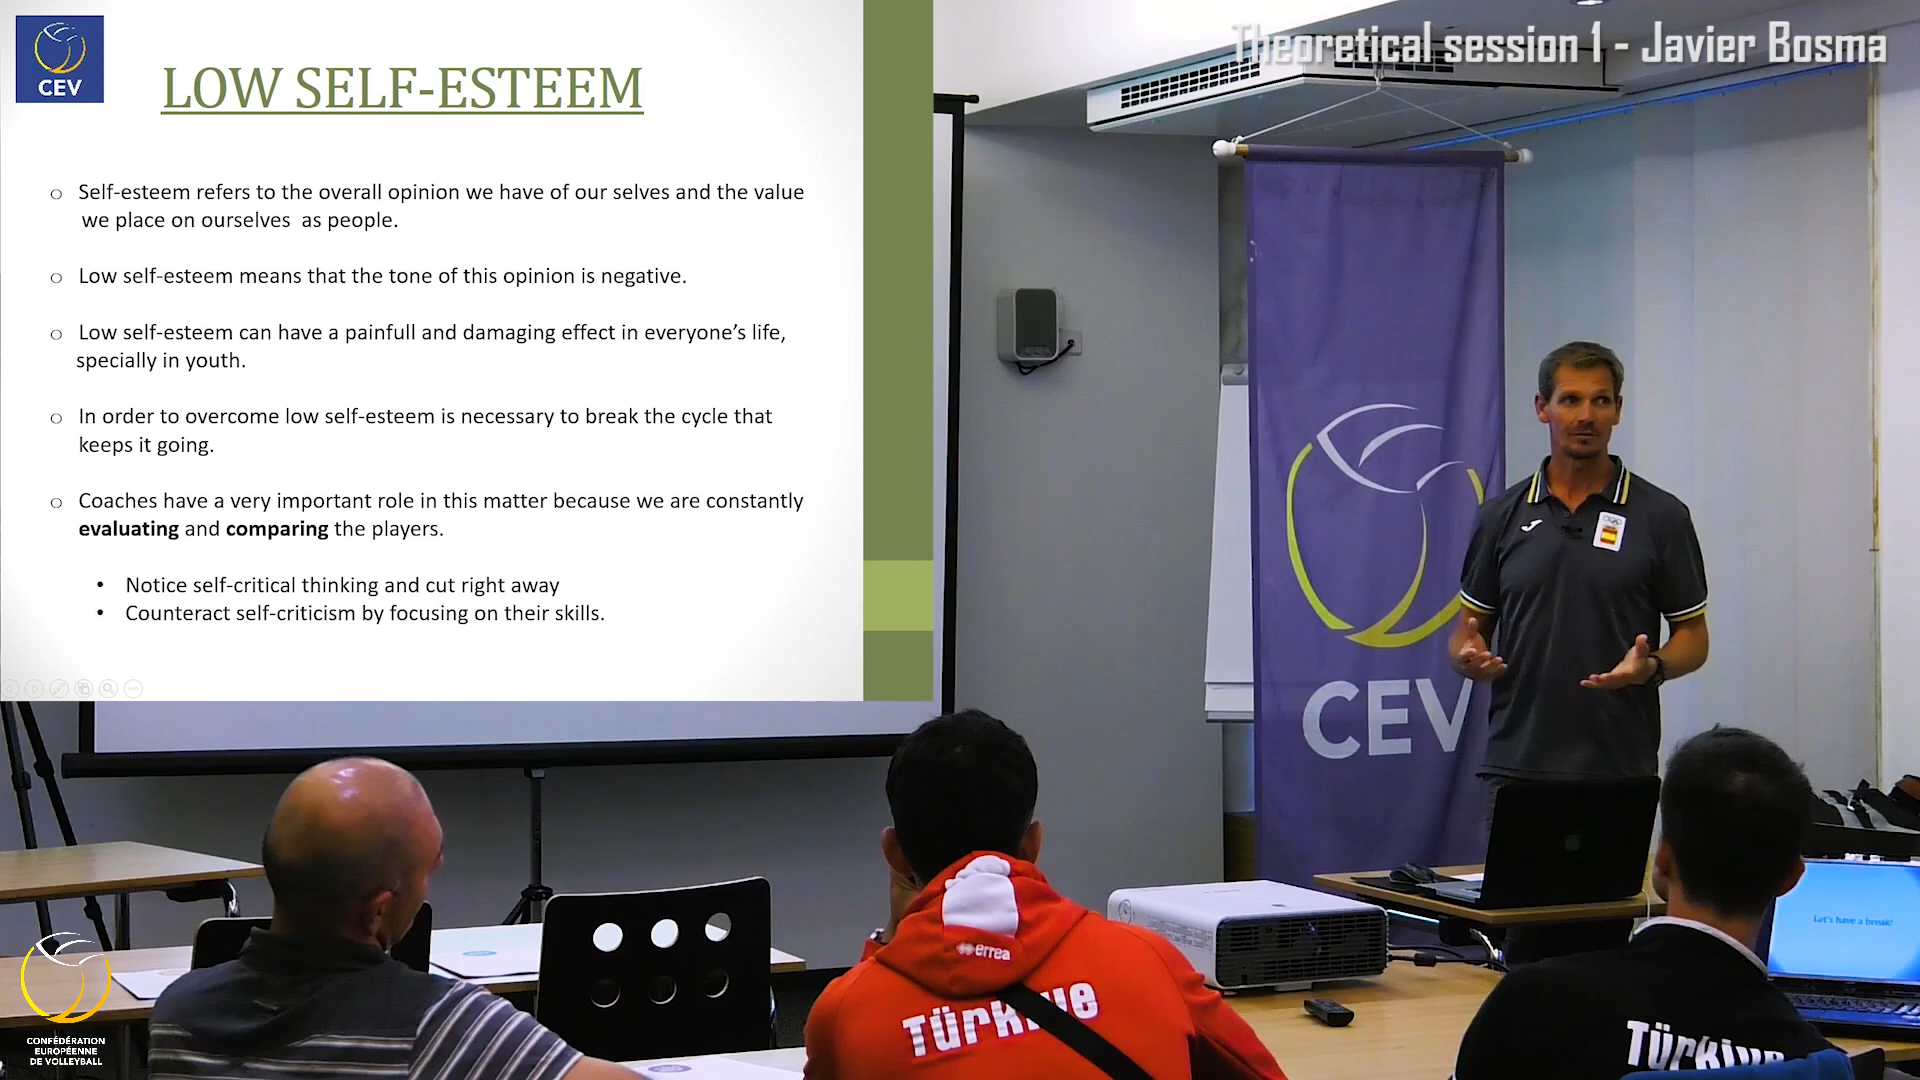 CEV
LOW SELF-ESTEEM
Theoretical session 1 - Javier Bosma
o Self-esteem refers to the overall opinion we have of our selves and the value
we place on ourselves as people.
o Low self-esteem means that the tone of this opinion is negative.
o Low self-esteem can have a painfull and damaging effect in everyone's life,
specially in youth.
o In order to overcome low self-esteem is necessary to break the cycle that
keeps it going.
o Coaches have a very important role in this matter because we are constantly
evaluating and comparing the players.
• Notice self-critical thinking and cut right away
• Counteract self-criticism by focusing on their skills.
CEV
Let's have a break!
errea
Türkiye
Türkiye
CONFÉDÉRATION
EUROPÉENNE
DE VOLLEYBALL